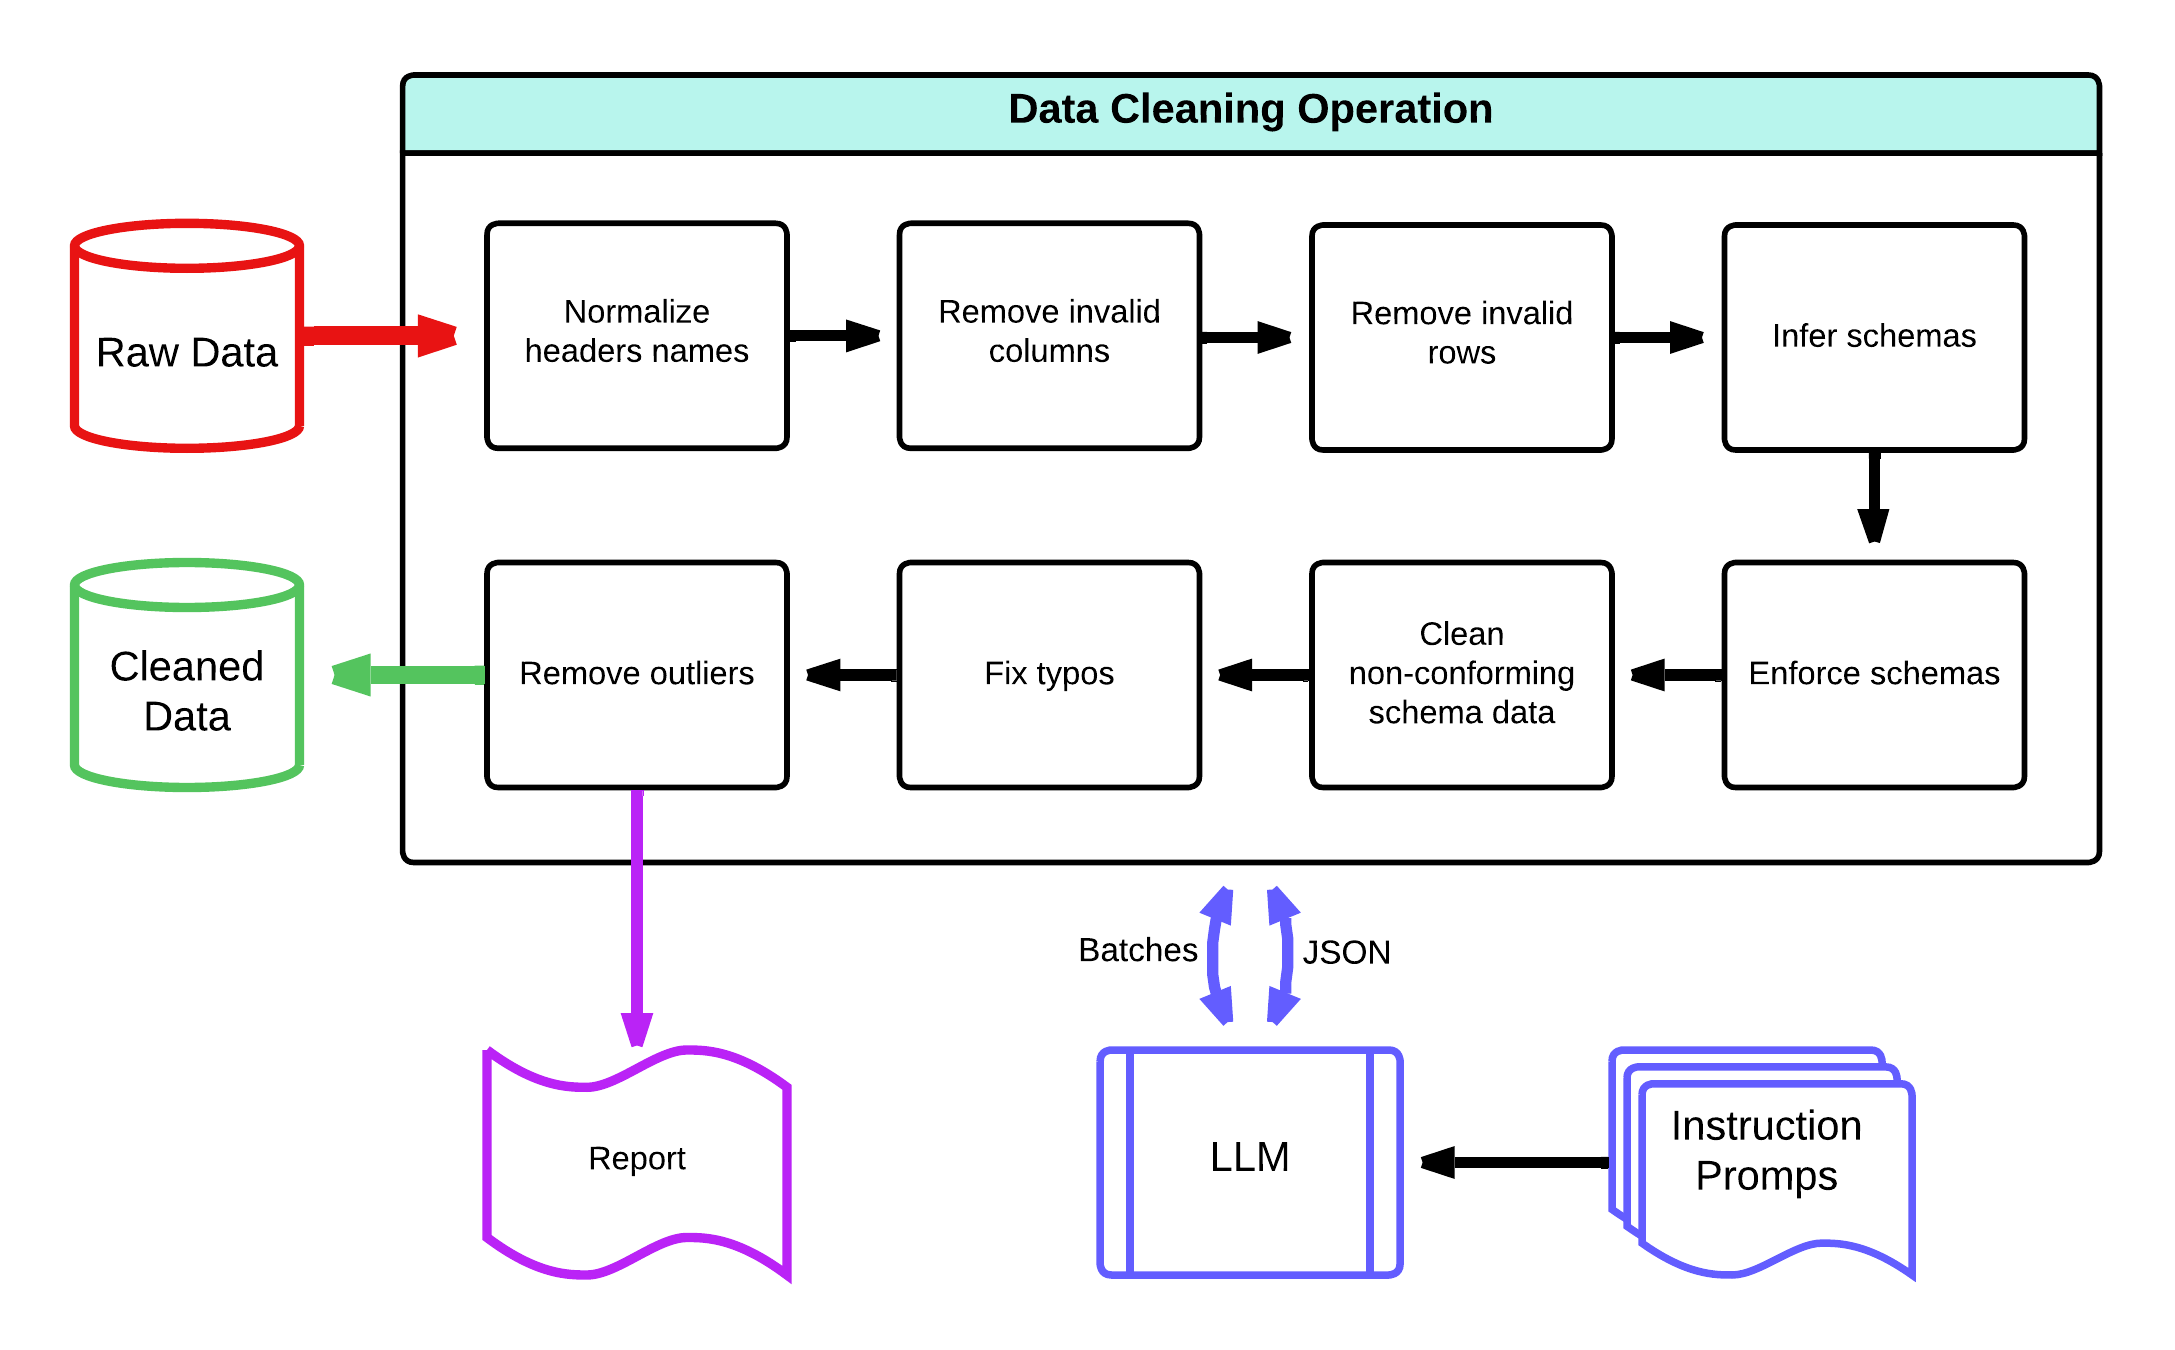 Data Cleaning Operation
Raw Data
Normalize
headers names
Remove invalid
columns
Remove invalid
rows
Infer schemas
Cleaned
Data
Remove outliers
Fix typos
Clean
non-conforming
schema data
Enforce schemas
Batches
JSON
Report
LLM
Instruction
Promps